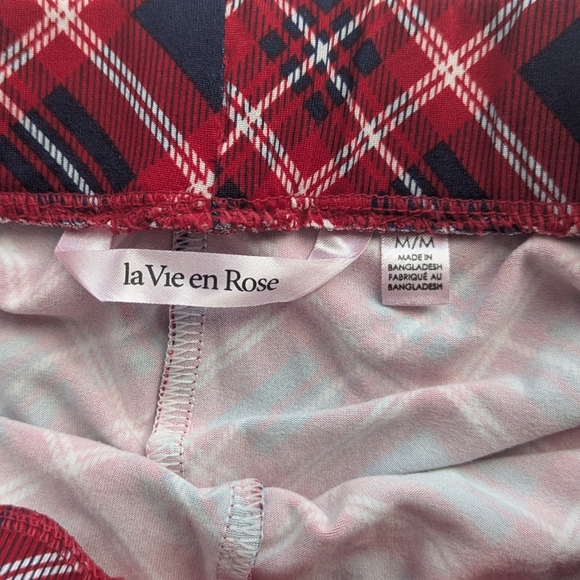 la Vie en Rose
M/M
MADE IN
BANGLADESH
FABRIQUÉ AU
BANGLADESH